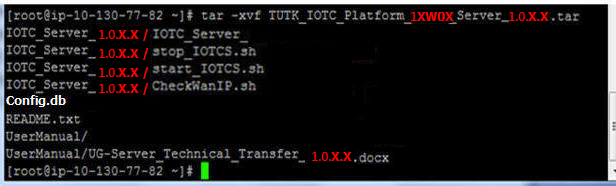 [root@ip-10-130-77-82 ~]# tar -xvf TUTK_IOTC_Platform_1XW0X_Server_1.0.X.X.tar
IOTC_Server_1.0.X.X / IOTC_Server_
IOTC_Server_1.0.X.X / stop_IOTCS.sh
IOTC_Server_1.0.X.X / start_IOTCS.sh
IOTC_Server_1.0.X.X / CheckWanIP.sh
Config.db
README.txt
UserManual/
UserManual/UG-Server_Technical_Transfer_ 1.0.X.X.docx
[root@ip-10-130-77-82 ~]#